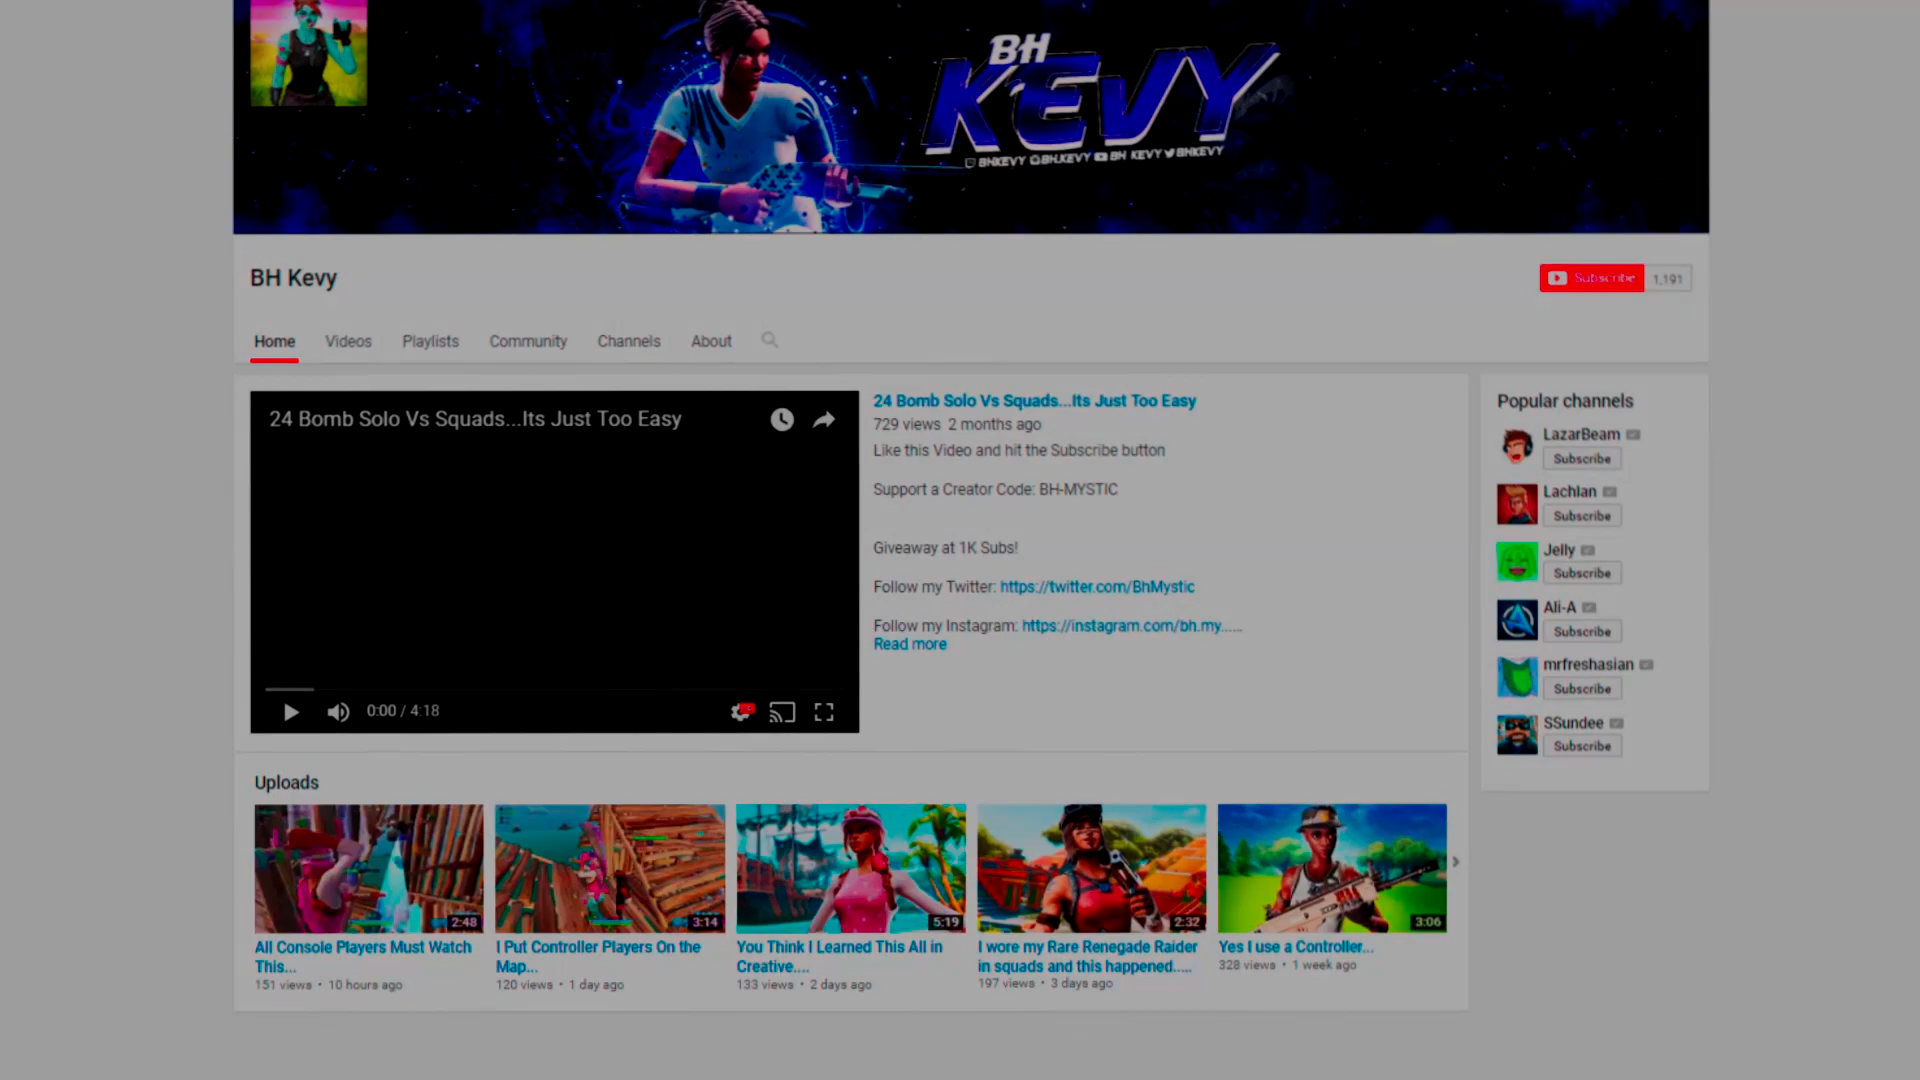 BH
KEVY
BHKEVY BH.KEVY BH KEVY BHKEVY
BH Kevy
Subscribe 1,191
Home Videos Playlists Community Channels About
24 Bomb Solo Vs Squads...Its Just Too Easy
0:00 / 4:18
24 Bomb Solo Vs Squads...Its Just Too Easy
729 views 2 months ago
Like this Video and hit the Subscribe button
Support a Creator Code: BH-MYSTIC
Giveaway at 1K Subs!
Follow my Twitter: https://twitter.com/BhMystic
Follow my Instagram: https://instagram.com/bh.my......
Read more
Popular channels
LazarBeam
Subscribe
Lachlan
Subscribe
Jelly
Subscribe
Ali-A
Subscribe
mrfreshasian
Subscribe
SSundee
Subscribe
Uploads
2:48
All Console Players Must Watch
This...
151 views • 10 hours ago
3:14
I Put Controller Players On the
Map...
120 views • 1 day ago
5:19
You Think I Learned This All in
Creative....
133 views • 2 days ago
2:32
I wore my Rare Renegade Raider
in squads and this happened.....
197 views • 3 days ago
3:06
Yes I use a Controller...
328 views • 1 week ago